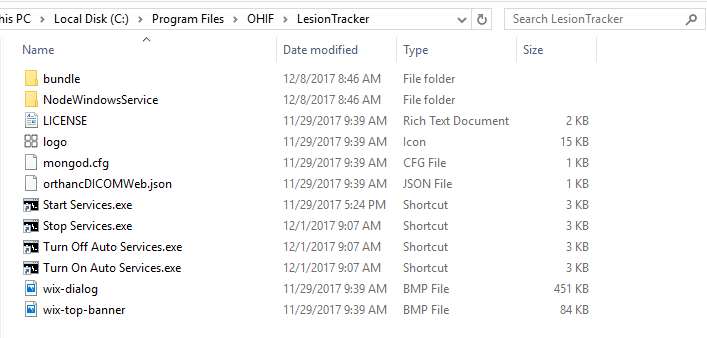 his PC > Local Disk (C:) > Program Files > OHIF > LesionTracker Search LesionTracker
Name Date modified Type Size
bundle 12/8/2017 8:46 AM File folder
NodeWindowsService 12/8/2017 8:46 AM File folder
LICENSE 11/29/2017 9:39 AM Rich Text Document 2 KB
logo 11/29/2017 9:39 AM Icon 15 KB
mongod.cfg 11/29/2017 9:39 AM CFG File 1 KB
orthancDICOMWeb.json 11/29/2017 9:39 AM JSON File 1 KB
Start Services.exe 11/29/2017 5:24 PM Shortcut 3 KB
Stop Services.exe 12/1/2017 9:07 AM Shortcut 3 KB
Turn Off Auto Services.exe 12/1/2017 9:07 AM Shortcut 3 KB
Turn On Auto Services.exe 12/1/2017 9:07 AM Shortcut 3 KB
wix-dialog 11/29/2017 9:39 AM BMP File 451 KB
wix-top-banner 11/29/2017 9:39 AM BMP File 84 KB